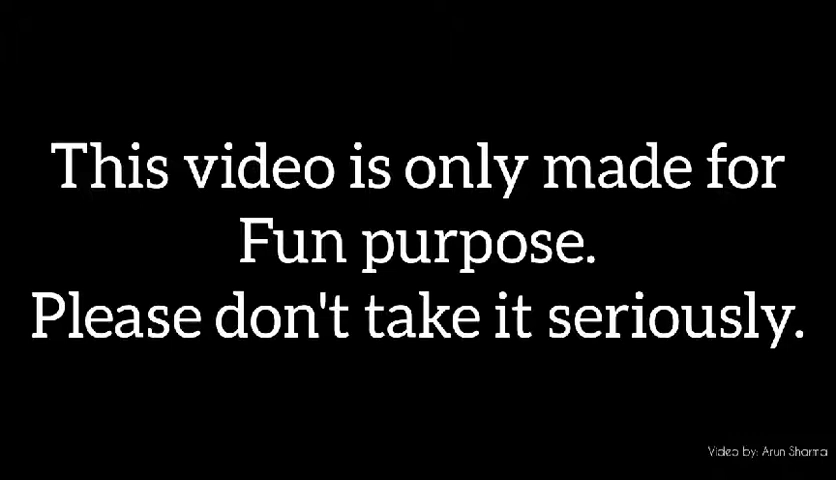 This video is only made for
Fun purpose.
Please don't take it seriously.
Video by: Arun Sharma